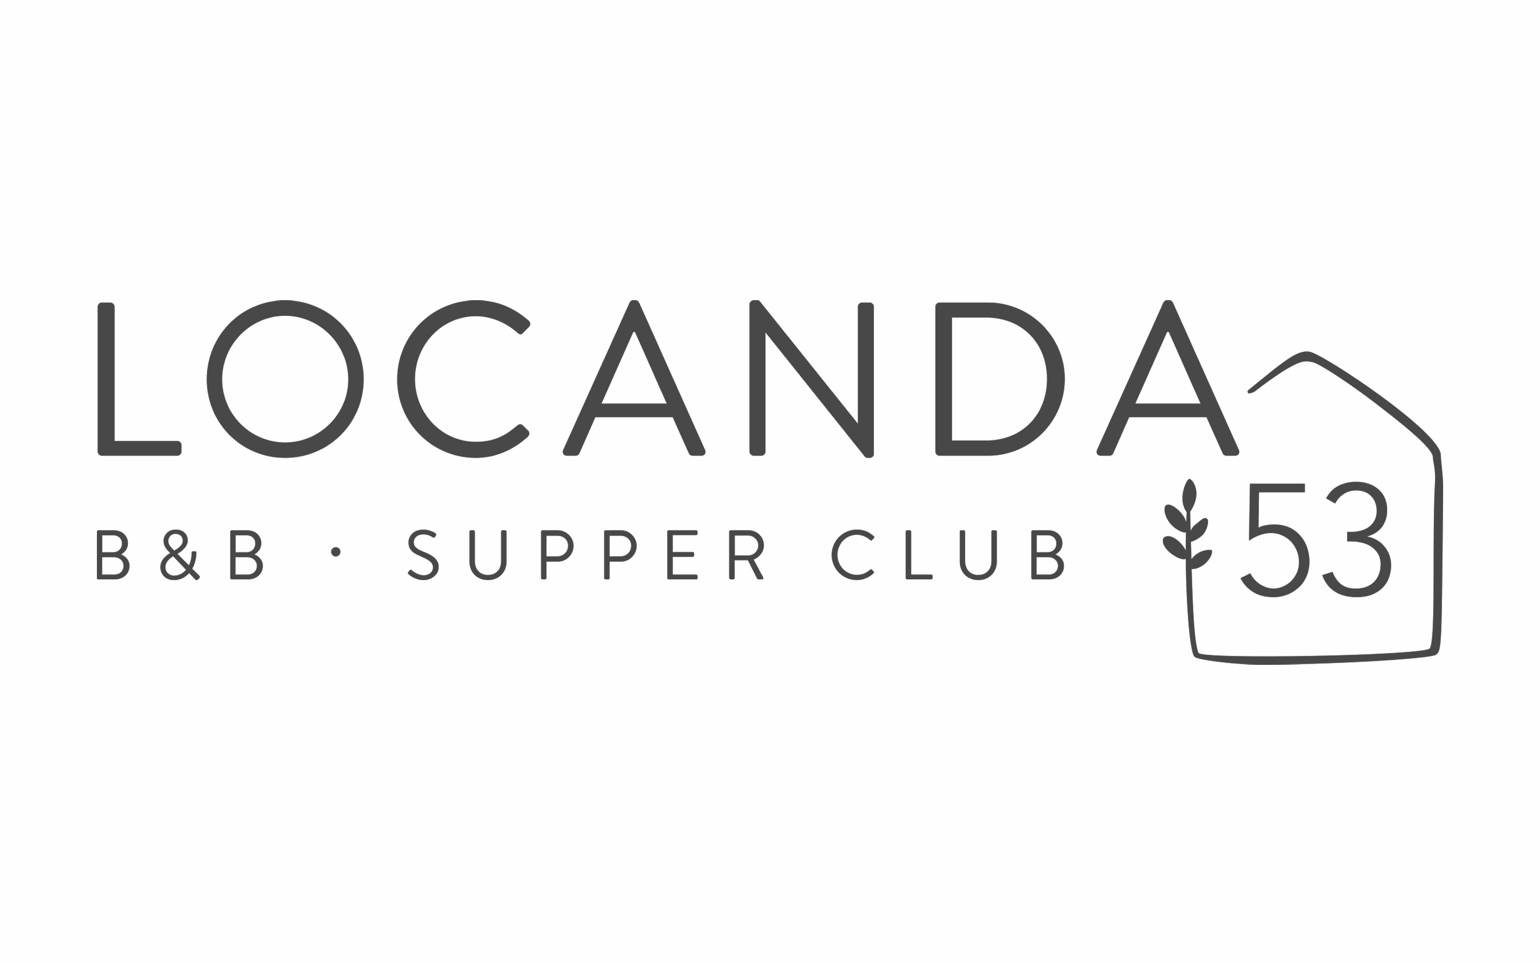 LOCANDA
53
B&B · SUPPER CLUB